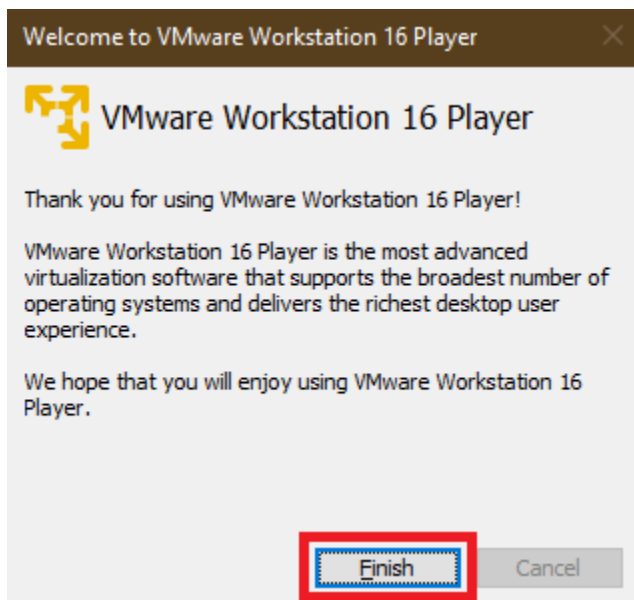 Welcome to VMware Workstation 16 Player
VMware Workstation 16 Player
Thank you for using VMware Workstation 16 Player!
VMware Workstation 16 Player is the most advanced
virtualization software that supports the broadest number of
operating systems and delivers the richest desktop user
experience.
We hope that you will enjoy using VMware Workstation 16
Player.
Finish
Cancel